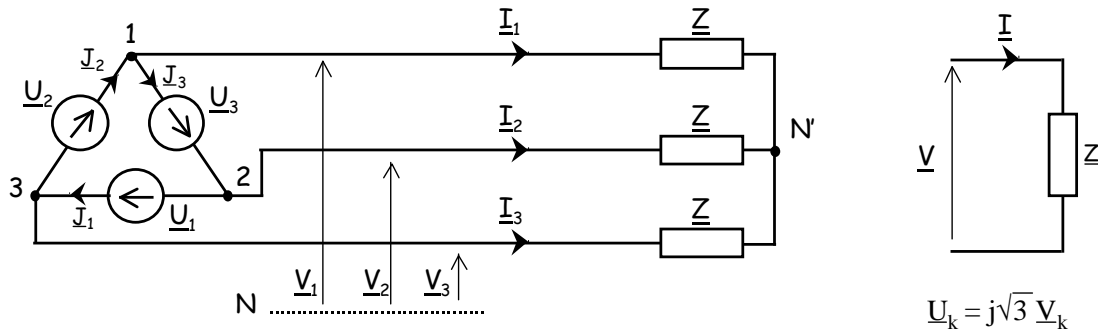 1
I1
Z
I
J2
J3
U2
U3
I2
Z
N'
V
Z
3
2
J1
U1
I3
Z
V1
V2
V3
N
Uk = j√3 Vk